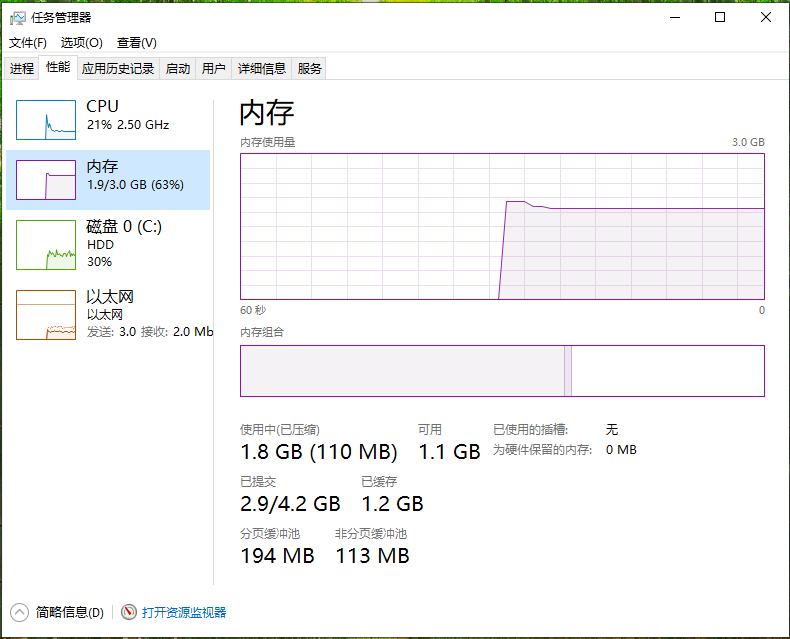 任务管理器
文件(F) 选项(O) 查看(V)
进程 性能 应用历史记录 启动 用户 详细信息 服务
CPU
21% 2.50 GHz
内存
1.9/3.0 GB (63%)
磁盘 0 (C:)
HDD
30%
以太网
以太网
发送: 3.0 接收: 2.0 Mb
内存
内存使用量 3.0 GB
60 秒 0
内存组合
使用中(已压缩) 可用 已使用的插槽: 无
1.8 GB (110 MB) 1.1 GB 为硬件保留的内存: 0 MB
已提交 已缓存
2.9/4.2 GB 1.2 GB
分页缓冲池 非分页缓冲池
194 MB 113 MB
简略信息(D) 打开资源监视器